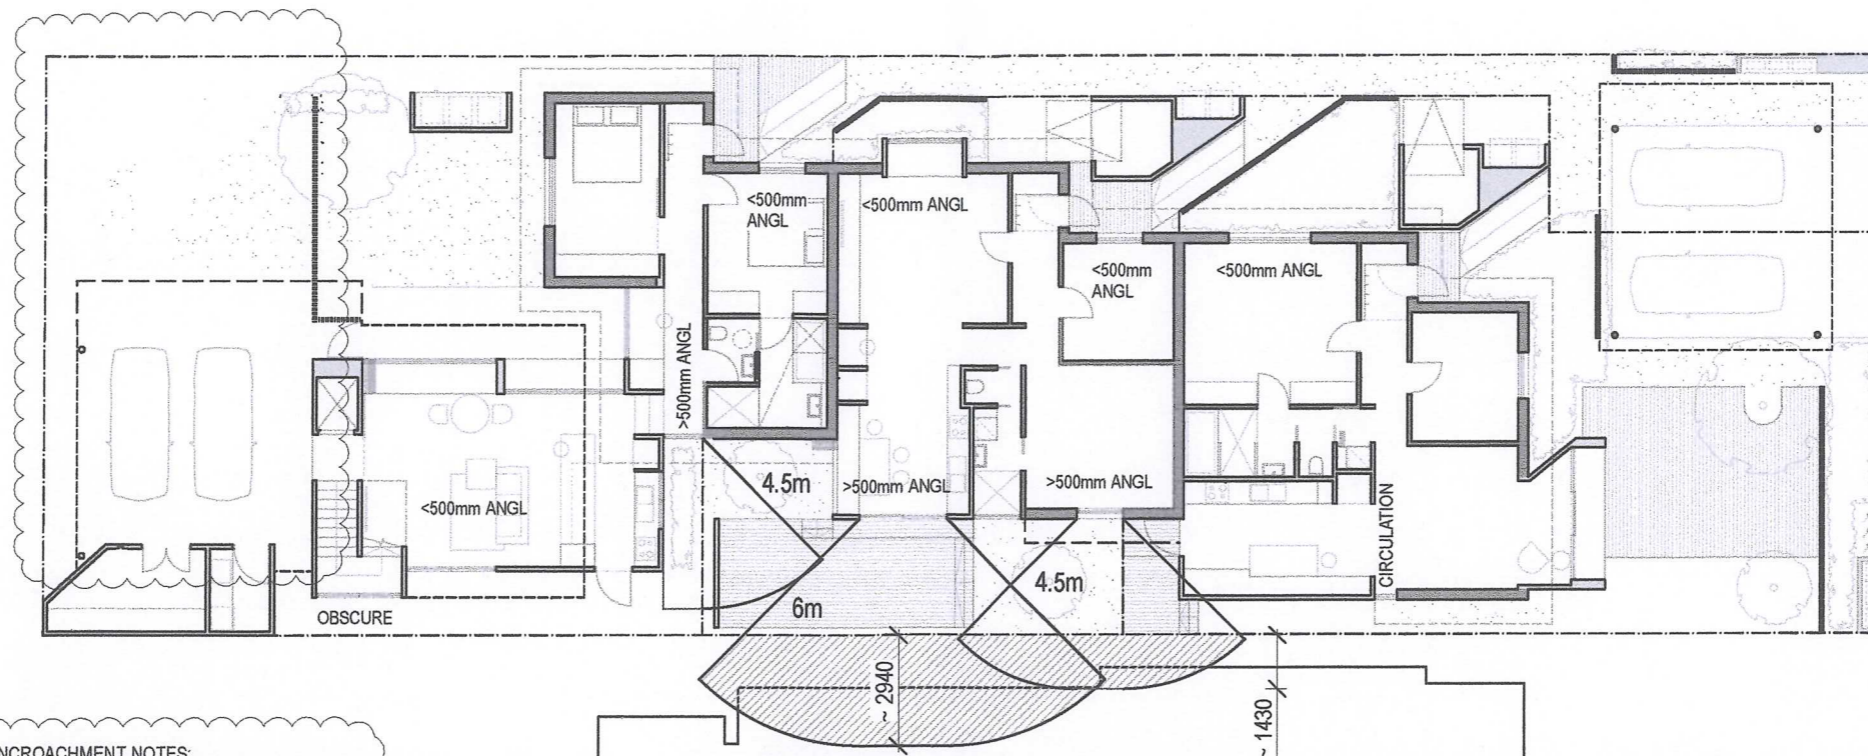 <500mm
ANGL
<500mm ANGL
<500mm
ANGL
<500mm ANGL
>500mm ANGL
<500mm ANGL
4.5m
>500mm ANGL
>500mm ANGL
CIRCULATION
6m
4.5m
OBSCURE
~ 2940
~ 1430
NCROACHMENT NOTES: